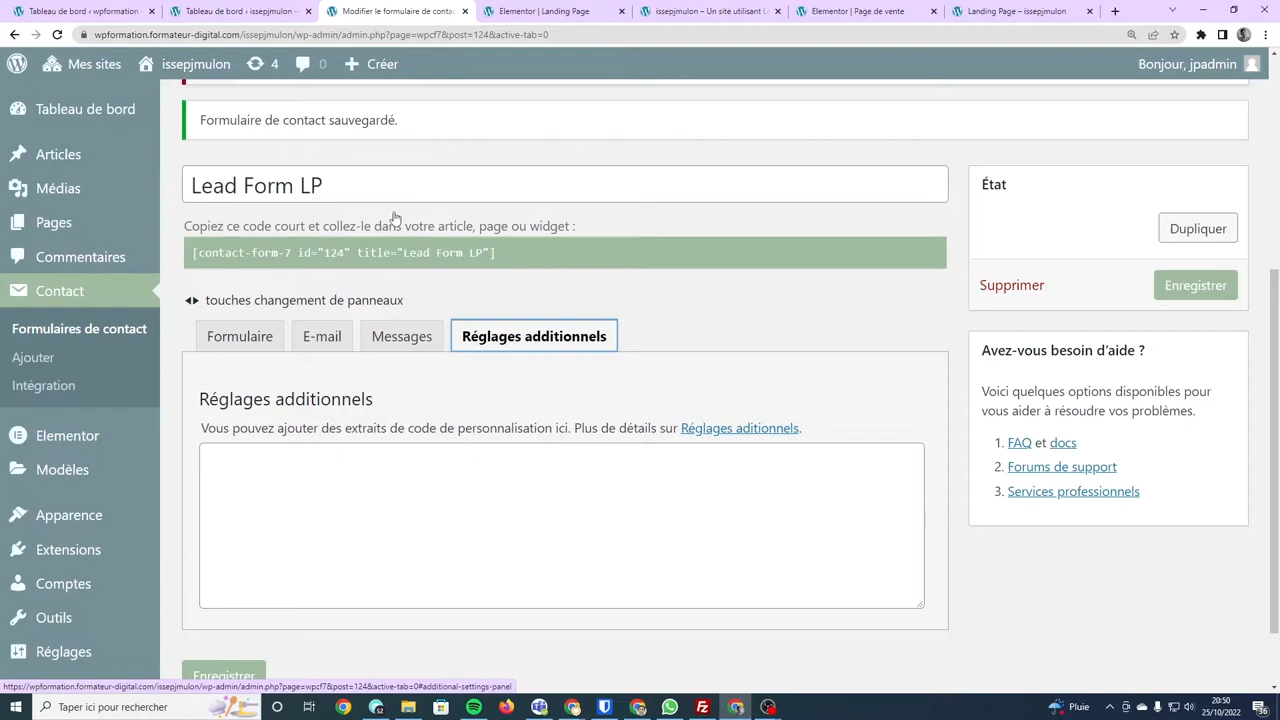 Tableau de bord ‹ wpformation
Tableau de bord ‹ issepjmulon
Modifier le formulaire de conta
Elementor | Landing Page
issepjmulon – Un site utilisant L
Elementor | Page de vente
Landing Page – issepjmulon
wpformation.formateur-digital.com/issepjmulon/wp-admin/admin.php?page=wpcf7&post=124&active-tab=0
Mes sites
issepjmulon
4
0
Créer
Bonjour, jpadmin
Tableau de bord
Articles
Médias
Pages
Commentaires
Contact
Formulaires de contact
Ajouter
Intégration
Elementor
Modèles
Apparence
Extensions
Comptes
Outils
Réglages
Formulaire de contact sauvegardé.
Lead Form LP
Copiez ce code court et collez-le dans votre article, page ou widget :
[contact-form-7 id="124" title="Lead Form LP"]
touches changement de panneaux
Formulaire
E-mail
Messages
Réglages additionnels
Réglages additionnels
Vous pouvez ajouter des extraits de code de personnalisation ici. Plus de détails sur Réglages aditionnels.
Enregistrer
État
Dupliquer
Supprimer
Enregistrer
Avez-vous besoin d'aide ?
Voici quelques options disponibles pour
vous aider à résoudre vos problèmes.
1. FAQ et docs
2. Forums de support
3. Services professionnels
https://wpformation.formateur-digital.com/issepjmulon/wp-admin/admin.php?page=wpcf7&post=124&active-tab=0#additional-settings-panel
Taper ici pour rechercher
Pluie
20:50
25/10/2022
36